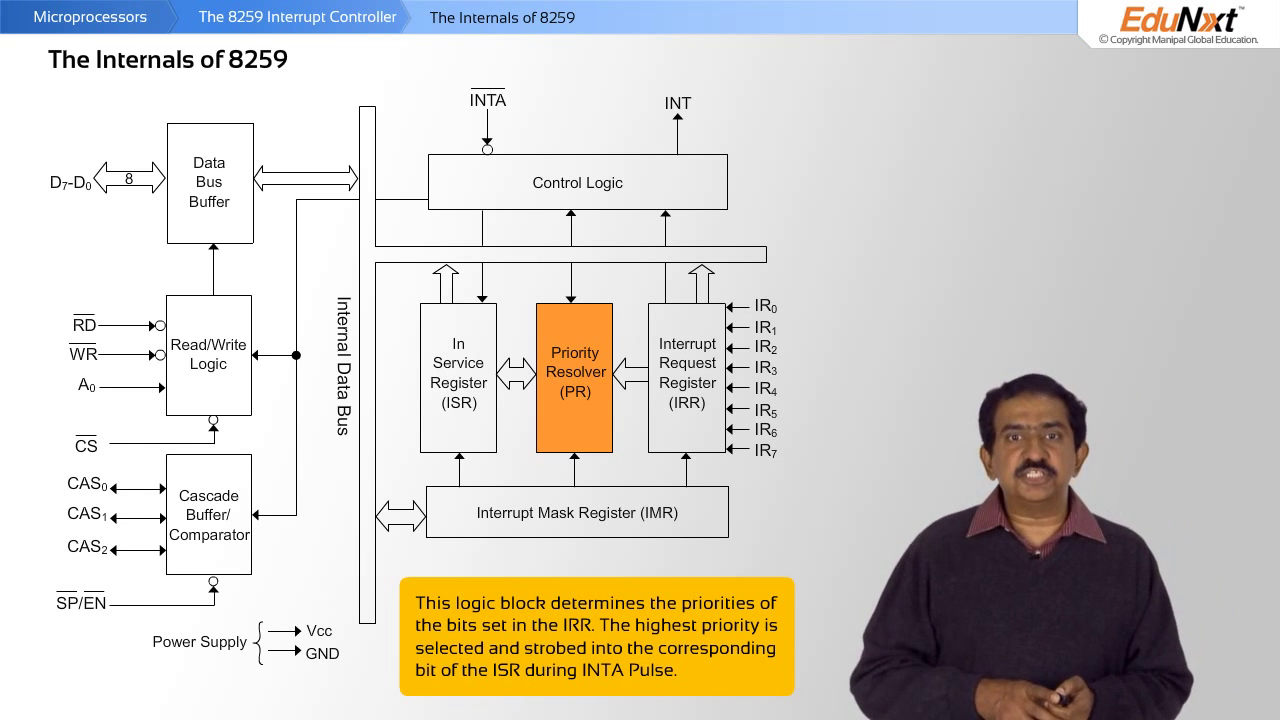 Microprocessors
The 8259 Interrupt Controller
The Internals of 8259
EduNxt™
© Copyright Manipal Global Education.
The Internals of 8259
INTA
INT
D7-D0
8
Data
Bus
Buffer
Control Logic
RD
WR
A0
Read/Write
Logic
CS
Internal Data Bus
In
Service
Register
(ISR)
Priority
Resolver
(PR)
Interrupt
Request
Register
(IRR)
IR0
IR1
IR2
IR3
IR4
IR5
IR6
IR7
CAS0
CAS1
CAS2
Cascade
Buffer/
Comparator
SP/EN
Interrupt Mask Register (IMR)
Power Supply
Vcc
GND
This logic block determines the priorities of
the bits set in the IRR. The highest priority is
selected and strobed into the corresponding
bit of the ISR during INTA Pulse.